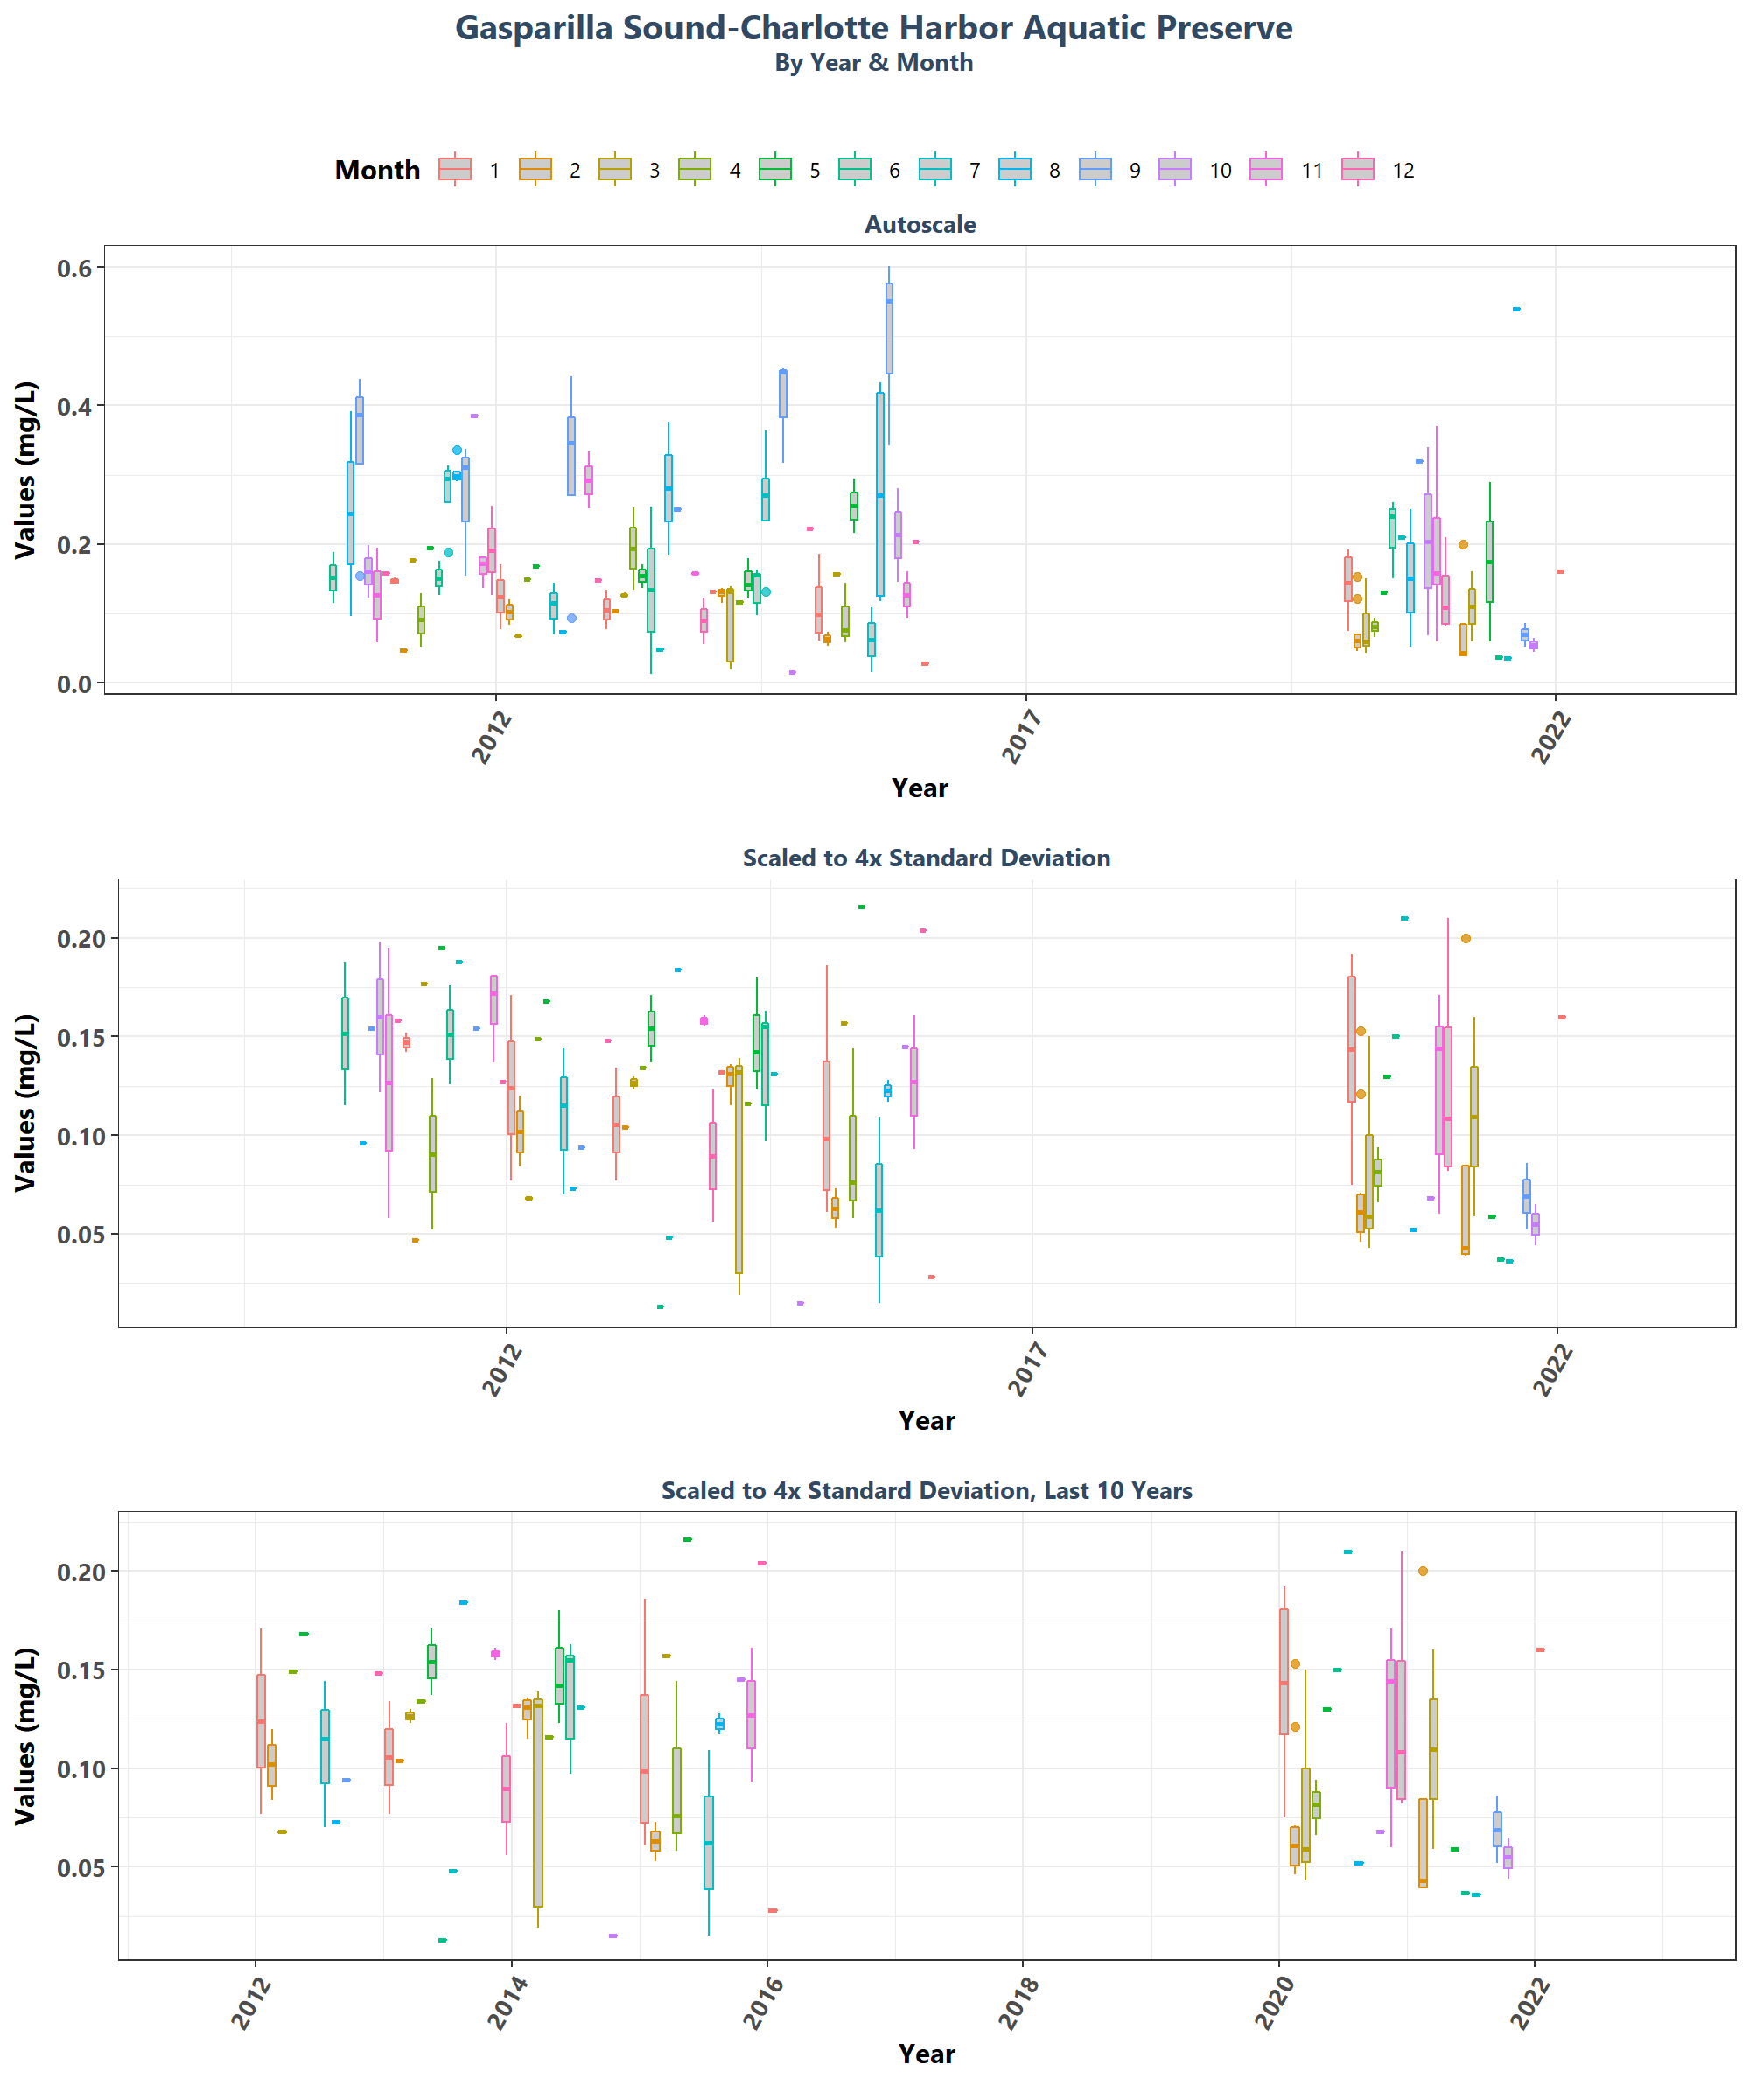 Gasparilla Sound-Charlotte Harbor Aquatic Preserve
By Year & Month
Month 1 2 3 4 5 6 7 8 9 10 11 12
Autoscale
Values (mg/L)
0.6
0.4
0.2
0.0
2012 2017 2022
Year
Scaled to 4x Standard Deviation
Values (mg/L)
0.20
0.15
0.10
0.05
2012 2017 2022
Year
Scaled to 4x Standard Deviation, Last 10 Years
Values (mg/L)
0.20
0.15
0.10
0.05
2012 2014 2016 2018 2020 2022
Year